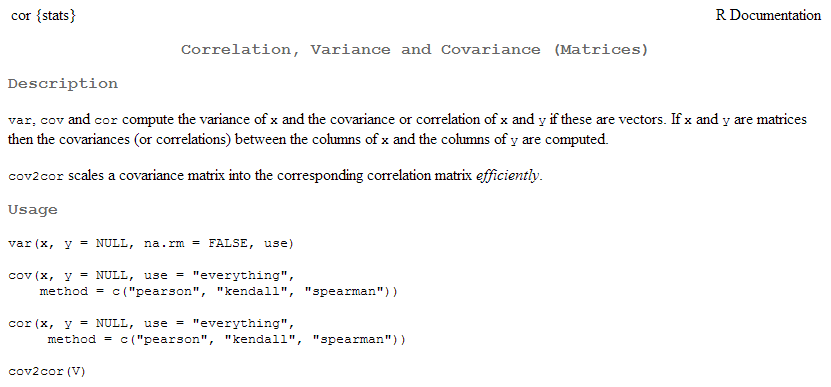 cor {stats} R Documentation
Correlation, Variance and Covariance (Matrices)
Description
var, cov and cor compute the variance of x and the covariance or correlation of x and y if these are vectors. If x and y are matrices
then the covariances (or correlations) between the columns of x and the columns of y are computed.
cov2cor scales a covariance matrix into the corresponding correlation matrix efficiently.
Usage
var(x, y = NULL, na.rm = FALSE, use)
cov(x, y = NULL, use = "everything",
    method = c("pearson", "kendall", "spearman"))
cor(x, y = NULL, use = "everything",
     method = c("pearson", "kendall", "spearman"))
cov2cor(V)